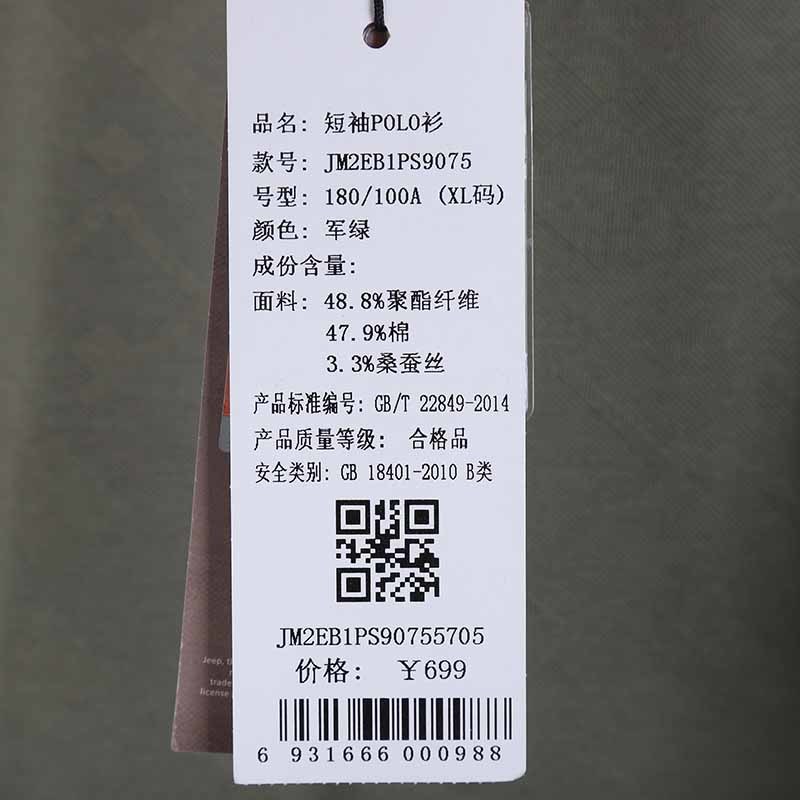 品名: 短袖POLO衫
款号: JM2EB1PS9075
号型: 180/100A (XL码)
颜色: 军绿
成份含量:
面料: 48.8%聚酯纤维
47.9%棉
3.3%桑蚕丝
产品标准编号: GB/T 22849-2014
产品质量等级: 合格品
安全类别: GB 18401-2010 B类
JM2EB1PS90755705
价格: ￥699
6 931666 000988
Jeep,
trade
license